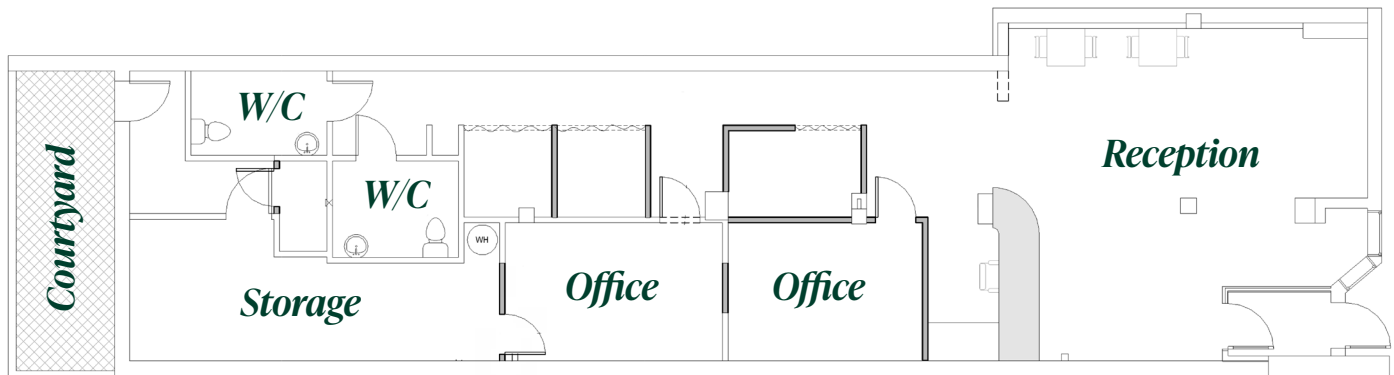 W/C
Reception
Courtyard
W/C
WH
Office
Office
Storage